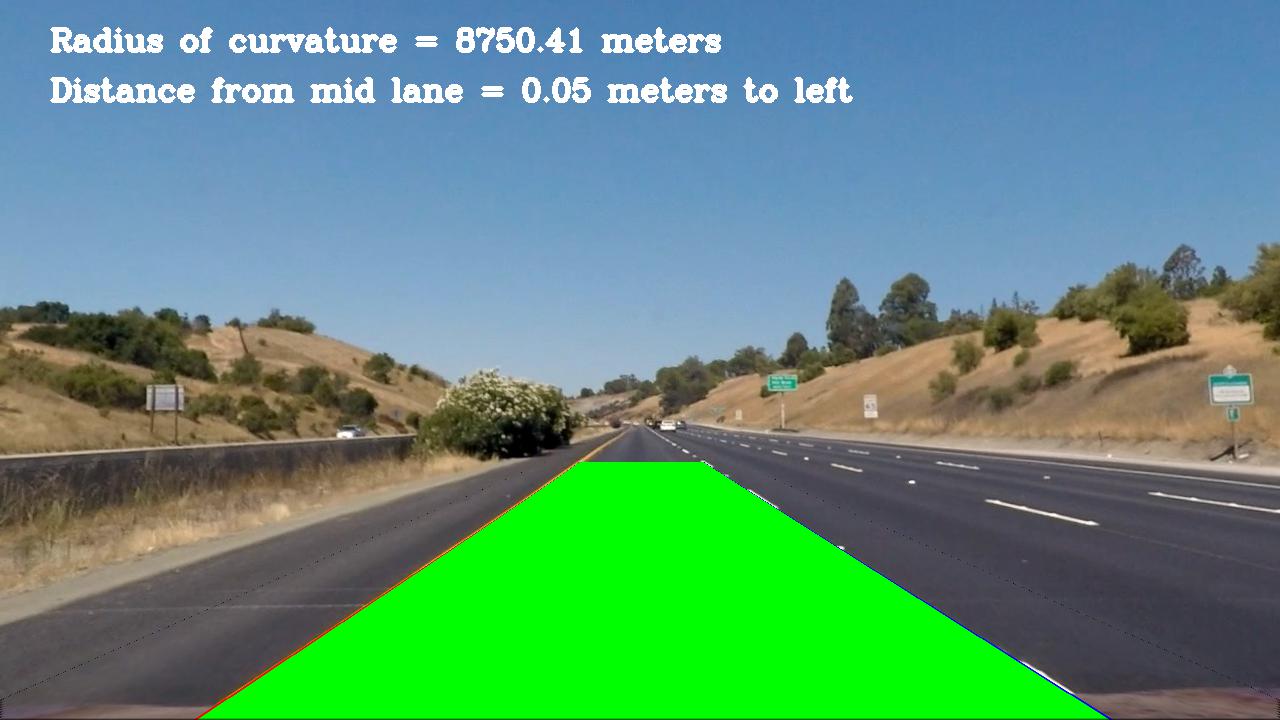 Radius of curvature = 8750.41 meters
Distance from mid lane = 0.05 meters to left